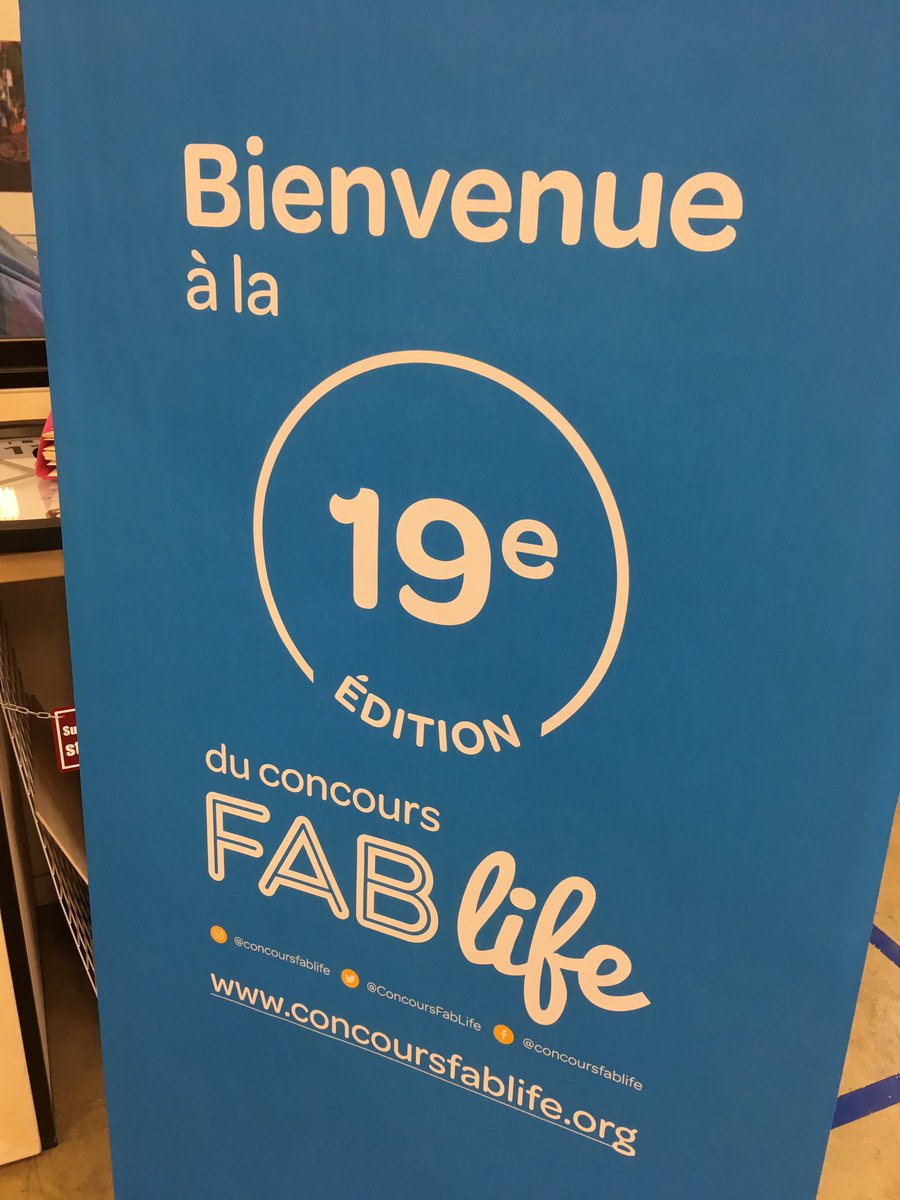 Bienvenue
à la
19e
ÉDITION
du concours
FAB life
@concoursfablife @ConcoursFabLife @concoursfablife
www.concoursfablife.org